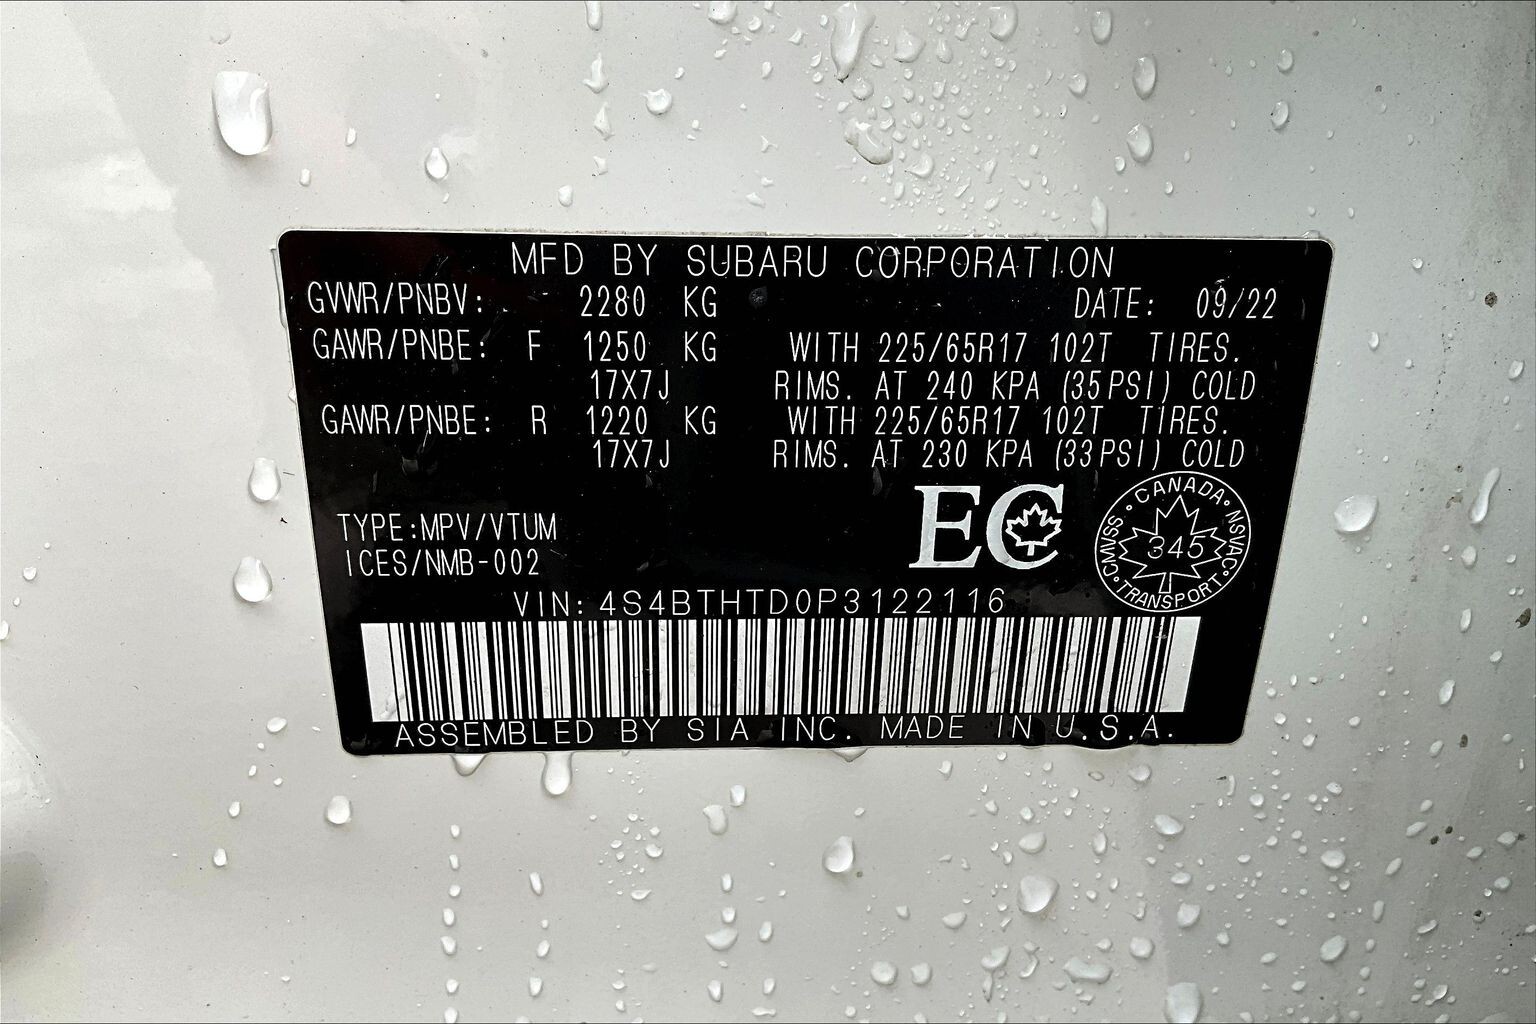 MFD BY SUBARU CORPORATION
GVWR/PNBV: 2280 KG DATE: 09/22
GAWR/PNBE: F 1250 KG WITH 225/65R17 102T TIRES.
17X7J RIMS. AT 240 KPA (35PSI) COLD
GAWR/PNBE: R 1220 KG WITH 225/65R17 102T TIRES.
17X7J RIMS. AT 230 KPA (33PSI) COLD
EC
CANADA
CMVSS 345 NSVAC
TRANSPORT
TYPE:MPV/VTUM
ICES/NMB-002
VIN: 4S4BTHTD0P3122116
ASSEMBLED BY SIA INC. MADE IN U.S.A.